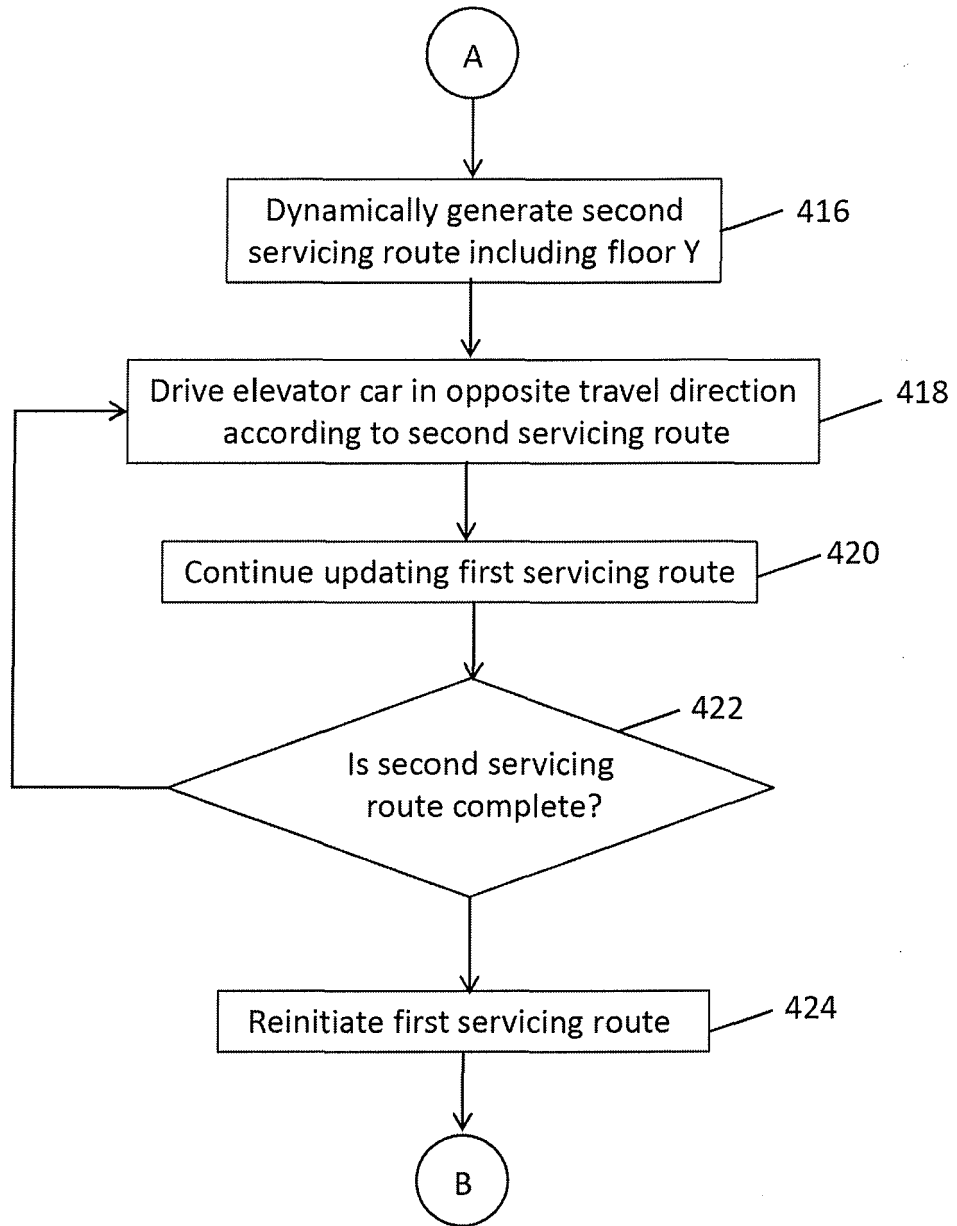 A
Dynamically generate second
servicing route including floor Y
416
Drive elevator car in opposite travel direction
according to second servicing route
418
Continue updating first servicing route
420
422
Is second servicing
route complete?
Reinitiate first servicing route
424
B